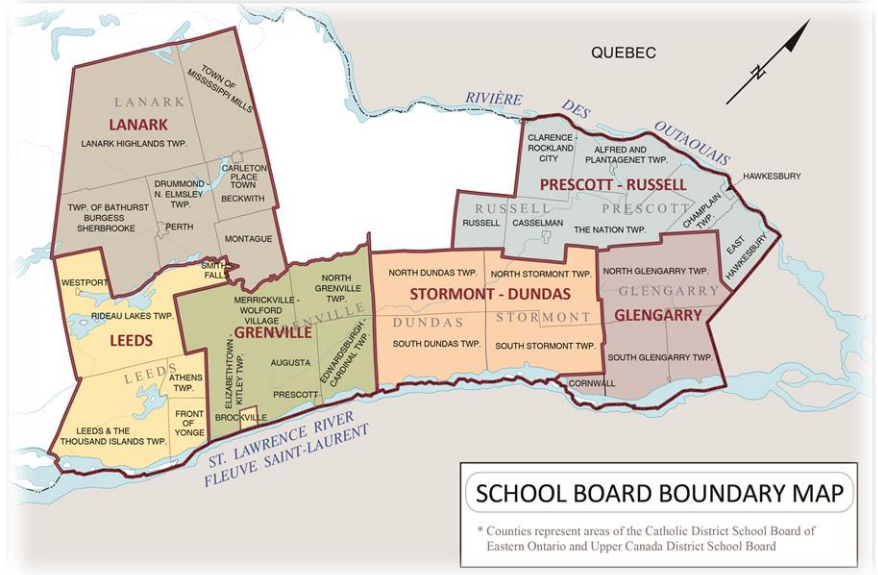 QUEBEC
N
RIVIÈRE DES OUTAOUAIS
LANARK
TOWN OF
MISSISSIPPI MILLS
LANARK
LANARK HIGHLANDS TWP.
CARLETON
PLACE
TOWN
DRUMMOND -
N. ELMSLEY
TWP.
BECKWITH
TWP. OF BATHURST
BURGESS
SHERBROOKE
PERTH
MONTAGUE
CLARENCE -
ROCKLAND
CITY
ALFRED AND
PLANTAGENET TWP.
HAWKESBURY
PRESCOTT - RUSSELL
RUSSELL
PRESCOTT
CHAMPLAIN
TWP.
RUSSELL
CASSELMAN
THE NATION TWP.
EAST
HAWKESBURY
SMITHS
FALLS
WESTPORT
RIDEAU LAKES TWP.
LEEDS
LEEDS
ATHENS
TWP.
LEEDS & THE
THOUSAND ISLANDS TWP.
FRONT
OF
YONGE
NORTH
GRENVILLE
TWP.
MERRICKVILLE -
WOLFORD
VILLAGE
GRENVILLE
GRENVILLE
ELIZABETHTOWN -
KITLEY TWP.
AUGUSTA
EDWARDSBURGH -
CARDINAL TWP.
PRESCOTT
BROCKVILLE
NORTH DUNDAS TWP.
NORTH STORMONT TWP.
STORMONT - DUNDAS
DUNDAS
STORMONT
SOUTH DUNDAS TWP.
SOUTH STORMONT TWP.
CORNWALL
NORTH GLENGARRY TWP.
GLENGARRY
GLENGARRY
SOUTH GLENGARRY TWP.
ST. LAWRENCE RIVER
FLEUVE SAINT-LAURENT
SCHOOL BOARD BOUNDARY MAP
* Counties represent areas of the Catholic District School Board of
Eastern Ontario and Upper Canada District School Board